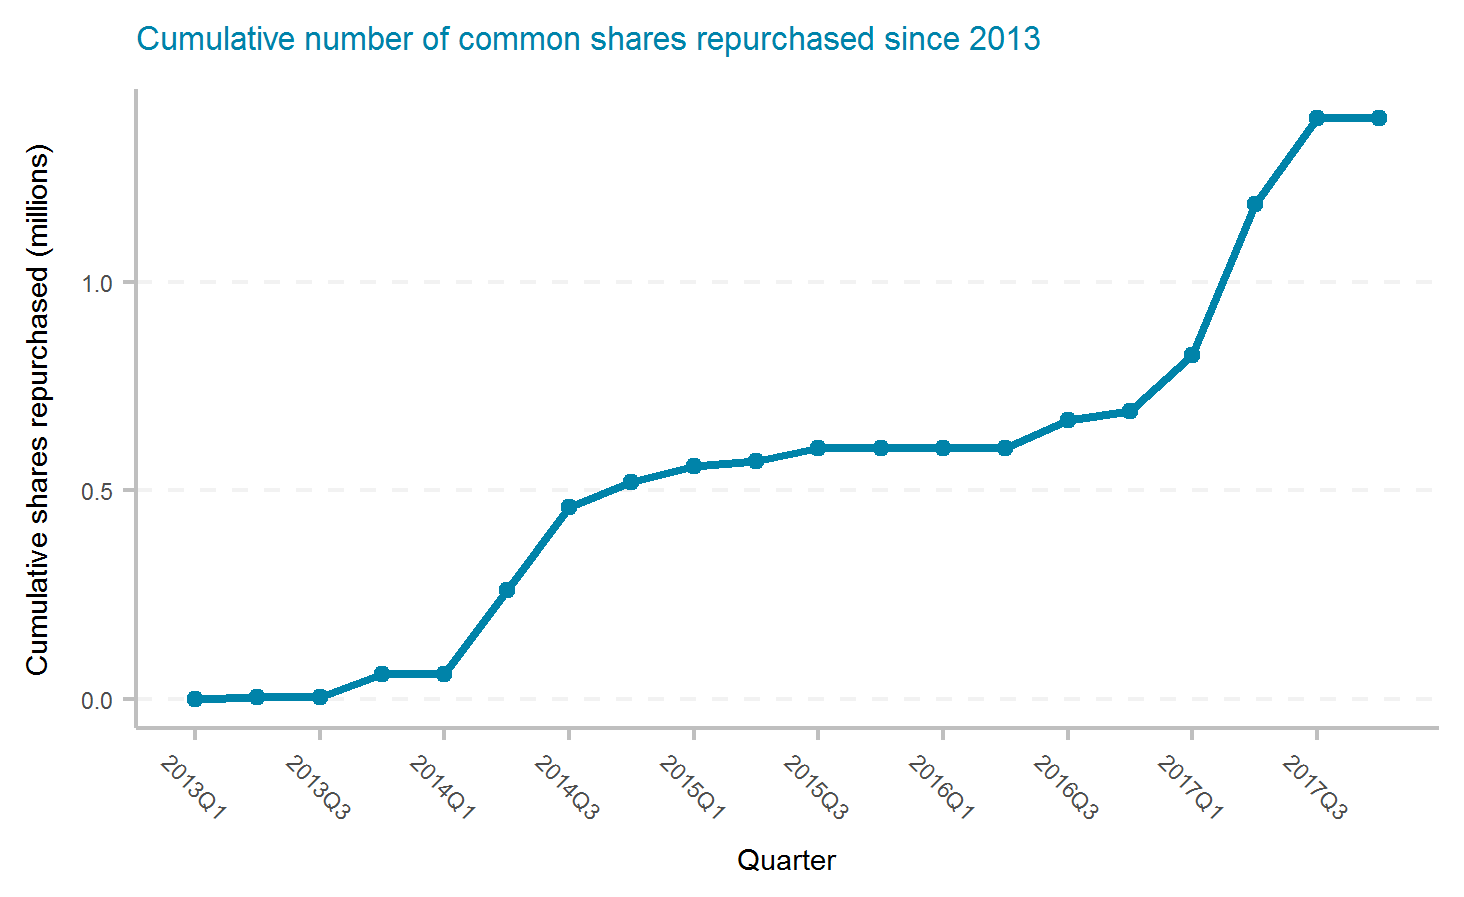 Cumulative number of common shares repurchased since 2013
Cumulative shares repurchased (millions)
1.0
0.5
0.0
2013Q1
2013Q3
2014Q1
2014Q3
2015Q1
2015Q3
2016Q1
2016Q3
2017Q1
2017Q3
Quarter